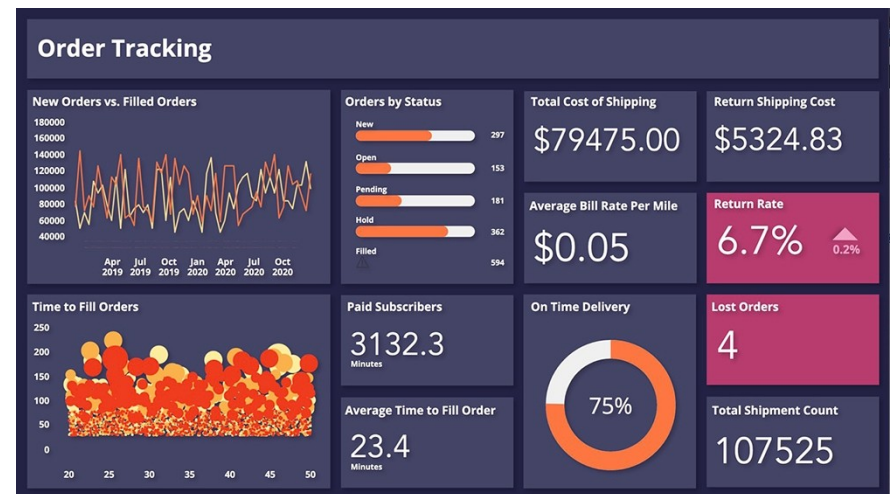 Order Tracking
New Orders vs. Filled Orders
180000
160000
140000
120000
100000
80000
60000
40000
Apr Jul Oct Jan Apr Jul Oct
2019 2019 2019 2020 2020 2020 2020
Orders by Status
New
297
Open
153
Pending
181
Hold
362
Filled
594
Total Cost of Shipping
$79475.00
Return Shipping Cost
$5324.83
Average Bill Rate Per Mile
$0.05
Return Rate
6.7%
0.2%
Time to Fill Orders
250
200
150
100
50
0
20 25 30 35 40 45 50
Paid Subscribers
3132.3
Minutes
Average Time to Fill Order
23.4
Minutes
On Time Delivery
75%
Lost Orders
4
Total Shipment Count
107525